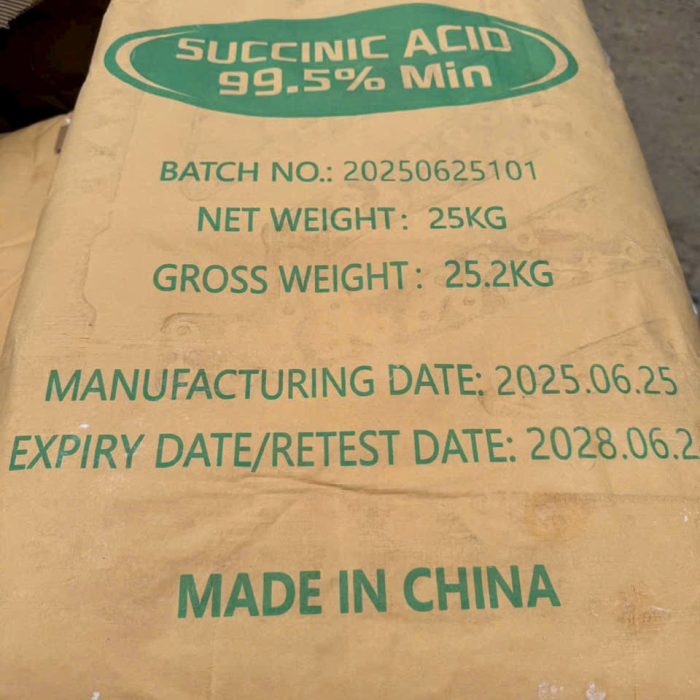 SUCCINIC ACID
99.5% Min
BATCH NO.: 20250625101
NET WEIGHT: 25KG
GROSS WEIGHT: 25.2KG
MANUFACTURING DATE: 2025.06.25
EXPIRY DATE/RETEST DATE: 2028.06.2
MADE IN CHINA